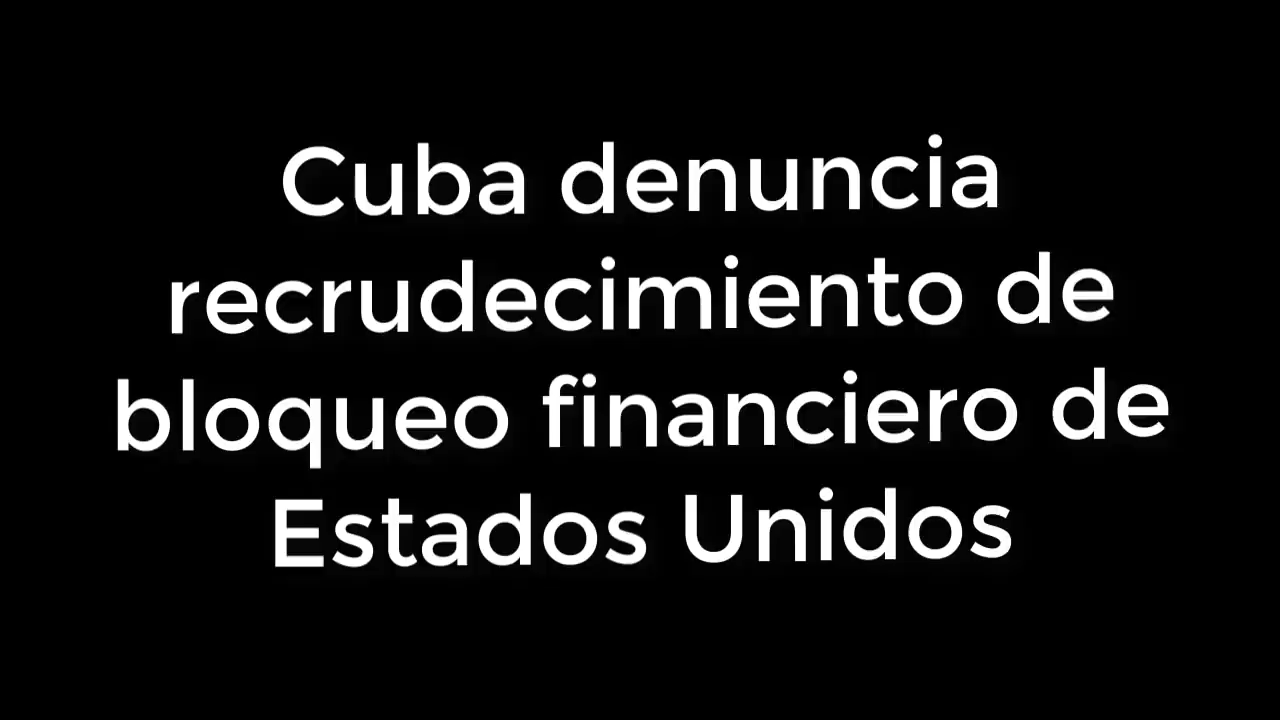 Cuba denuncia
recrudecimiento de
bloqueo financiero de
Estados Unidos